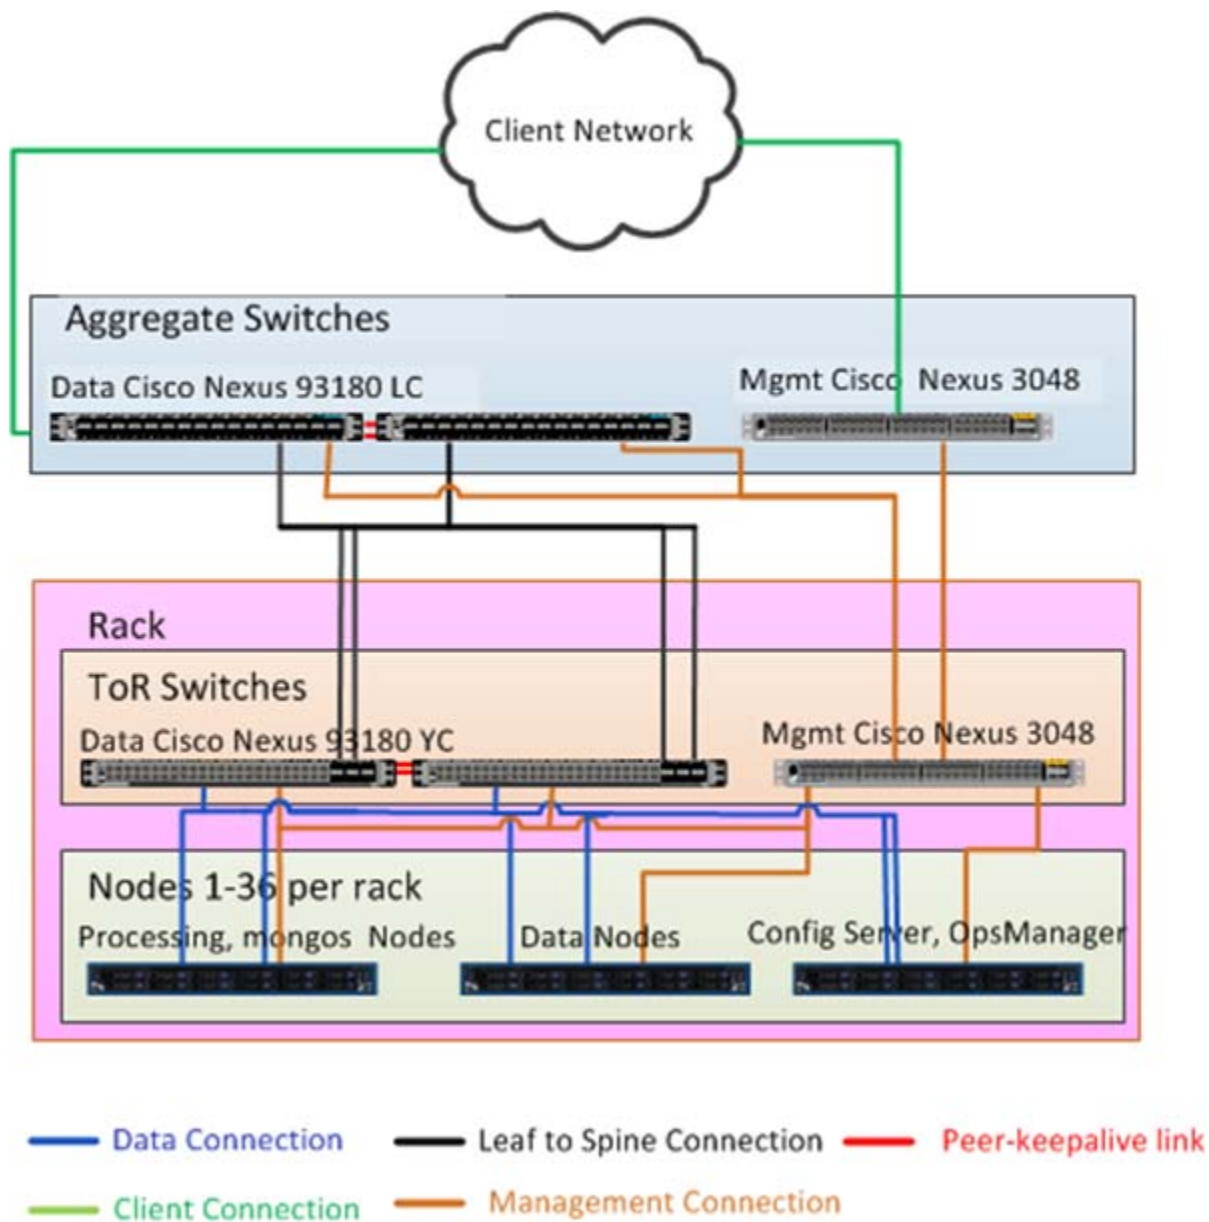 Client Network
Aggregate Switches
Data Cisco Nexus 93180 LC
Mgmt Cisco Nexus 3048
Rack
ToR Switches
Data Cisco Nexus 93180 YC
Mgmt Cisco Nexus 3048
Nodes 1-36 per rack
Processing, mongos Nodes
Data Nodes
Config Server, OpsManager
Data Connection
Leaf to Spine Connection
Peer-keepalive link
Client Connection
Management Connection